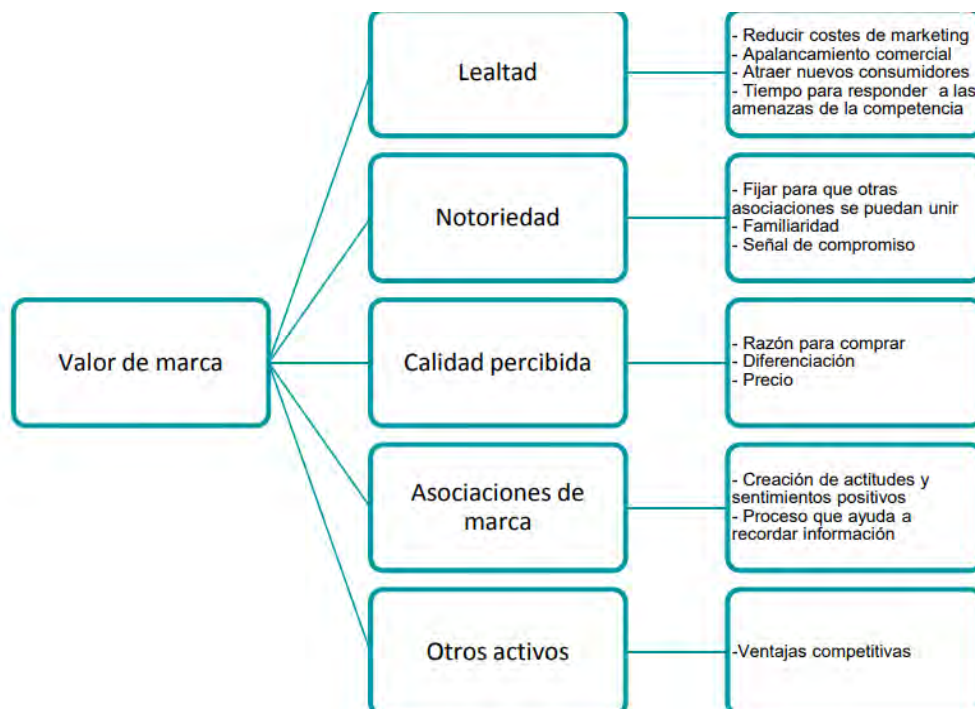 Lealtad
- Reducir costes de marketing
- Apalancamiento comercial
- Atraer nuevos consumidores
- Tiempo para responder a las
amenazas de la competencia
Notoriedad
- Fijar para que otras
asociaciones se puedan unir
- Familiaridad
- Señal de compromiso
Valor de marca
Calidad percibida
- Razón para comprar
- Diferenciación
- Precio
Asociaciones de
marca
- Creación de actitudes y
sentimientos positivos
- Proceso que ayuda a
recordar información
Otros activos
-Ventajas competitivas